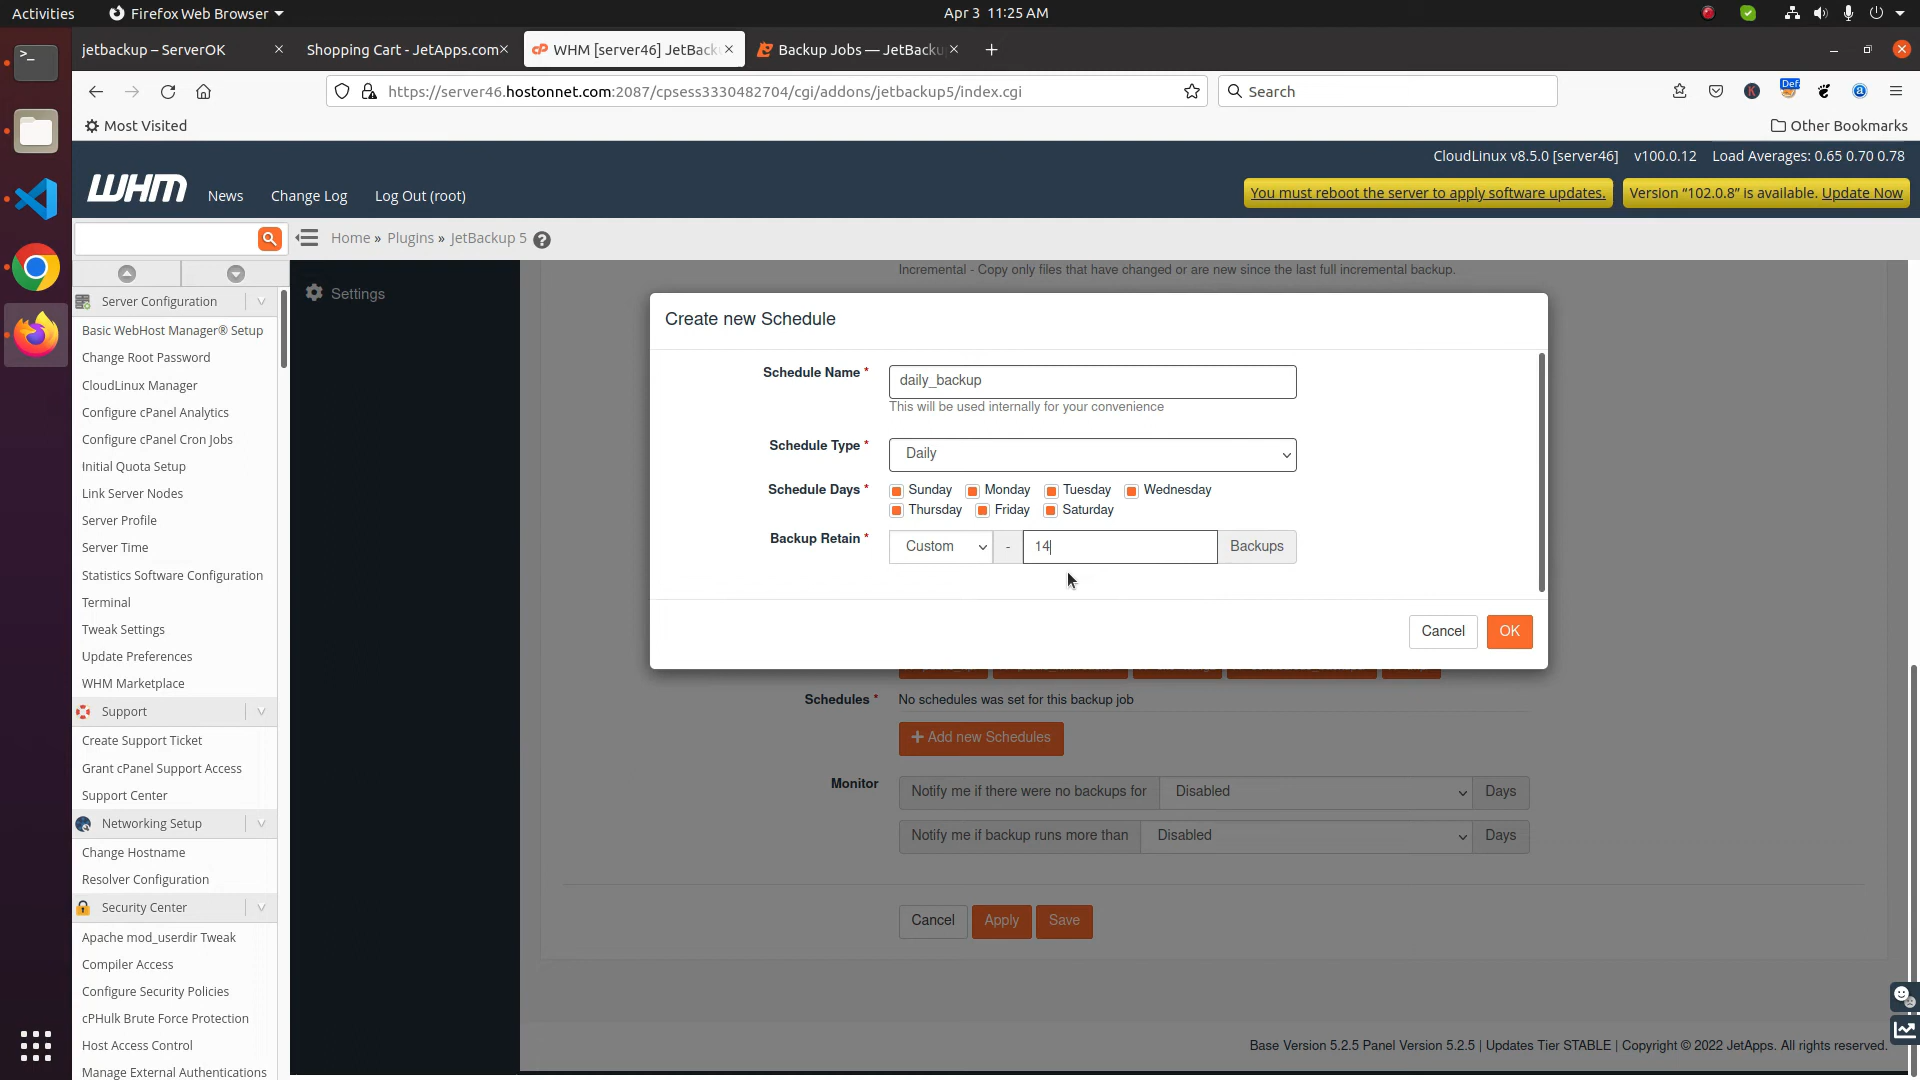 Activities
Firefox Web Browser
Apr 3 11:25 AM
jetbackup – ServerOK
Shopping Cart - JetApps.com
WHM [server46] JetBack
Backup Jobs — JetBacku
https://server46.hostonnet.com:2087/cpsess3330482704/cgi/addons/jetbackup5/index.cgi
Search
Def
Most Visited
Other Bookmarks
CloudLinux v8.5.0 [server46] v100.0.12 Load Averages: 0.65 0.70 0.78
WHM
News
Change Log
Log Out (root)
You must reboot the server to apply software updates.
Version “102.0.8” is available. Update Now
Home » Plugins » JetBackup 5
Server Configuration
Basic WebHost Manager® Setup
Change Root Password
CloudLinux Manager
Configure cPanel Analytics
Configure cPanel Cron Jobs
Initial Quota Setup
Link Server Nodes
Server Profile
Server Time
Statistics Software Configuration
Terminal
Tweak Settings
Update Preferences
WHM Marketplace
Support
Create Support Ticket
Grant cPanel Support Access
Support Center
Networking Setup
Change Hostname
Resolver Configuration
Security Center
Apache mod_userdir Tweak
Compiler Access
Configure Security Policies
cPHulk Brute Force Protection
Host Access Control
Manage External Authentications
Settings
Incremental - Copy only files that have changed or are new since the last full incremental backup.
Create new Schedule
Schedule Name *
daily_backup
This will be used internally for your convenience
Schedule Type *
Daily
Schedule Days *
Sunday Monday Tuesday Wednesday
Thursday Friday Saturday
Backup Retain *
Custom - 14 Backups
Cancel
OK
Schedules * No schedules was set for this backup job
+ Add new Schedules
Monitor
Notify me if there were no backups for Disabled Days
Notify me if backup runs more than Disabled Days
Cancel
Apply
Save
Base Version 5.2.5 Panel Version 5.2.5 | Updates Tier STABLE | Copyright © 2022 JetApps. All rights reserved.